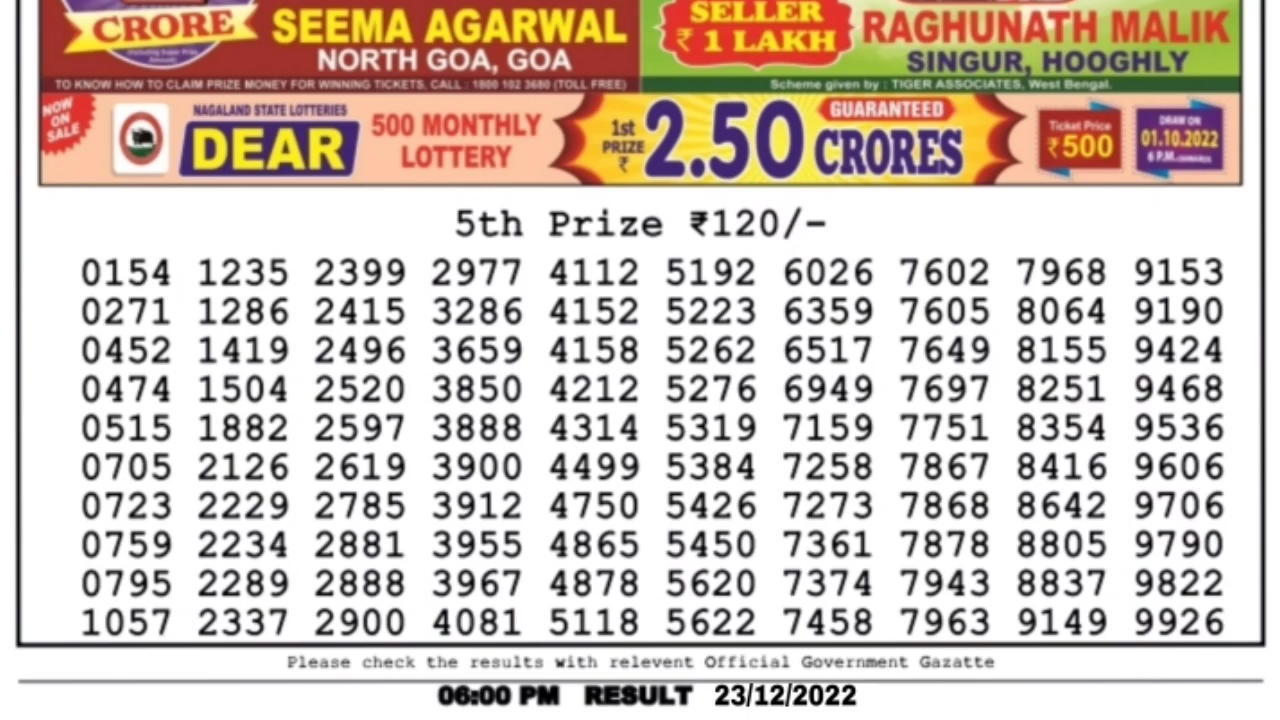 CRORE
(Including Super Prize Amount)
SEEMA AGARWAL
NORTH GOA, GOA
SELLER
₹ 1 LAKH
RAGHUNATH MALIK
SINGUR, HOOGHLY
TO KNOW HOW TO CLAIM PRIZE MONEY FOR WINNING TICKETS, CALL : 1800 102 3680 (TOLL FREE)
Scheme given by : TIGER ASSOCIATES, West Bengal.
NOW
ON
SALE
NAGALAND STATE LOTTERIES
DEAR
500 MONTHLY
LOTTERY
1st
PRIZE
₹
2.50
GUARANTEED
CRORES
Ticket Price
₹500
DRAW ON
01.10.2022
6 P.M. ONWARDS
5th Prize ₹120/-
0154 1235 2399 2977 4112 5192 6026 7602 7968 9153
0271 1286 2415 3286 4152 5223 6359 7605 8064 9190
0452 1419 2496 3659 4158 5262 6517 7649 8155 9424
0474 1504 2520 3850 4212 5276 6949 7697 8251 9468
0515 1882 2597 3888 4314 5319 7159 7751 8354 9536
0705 2126 2619 3900 4499 5384 7258 7867 8416 9606
0723 2229 2785 3912 4750 5426 7273 7868 8642 9706
0759 2234 2881 3955 4865 5450 7361 7878 8805 9790
0795 2289 2888 3967 4878 5620 7374 7943 8837 9822
1057 2337 2900 4081 5118 5622 7458 7963 9149 9926
Please check the results with relevent Official Government Gazatte
06:00 PM RESULT 23/12/2022